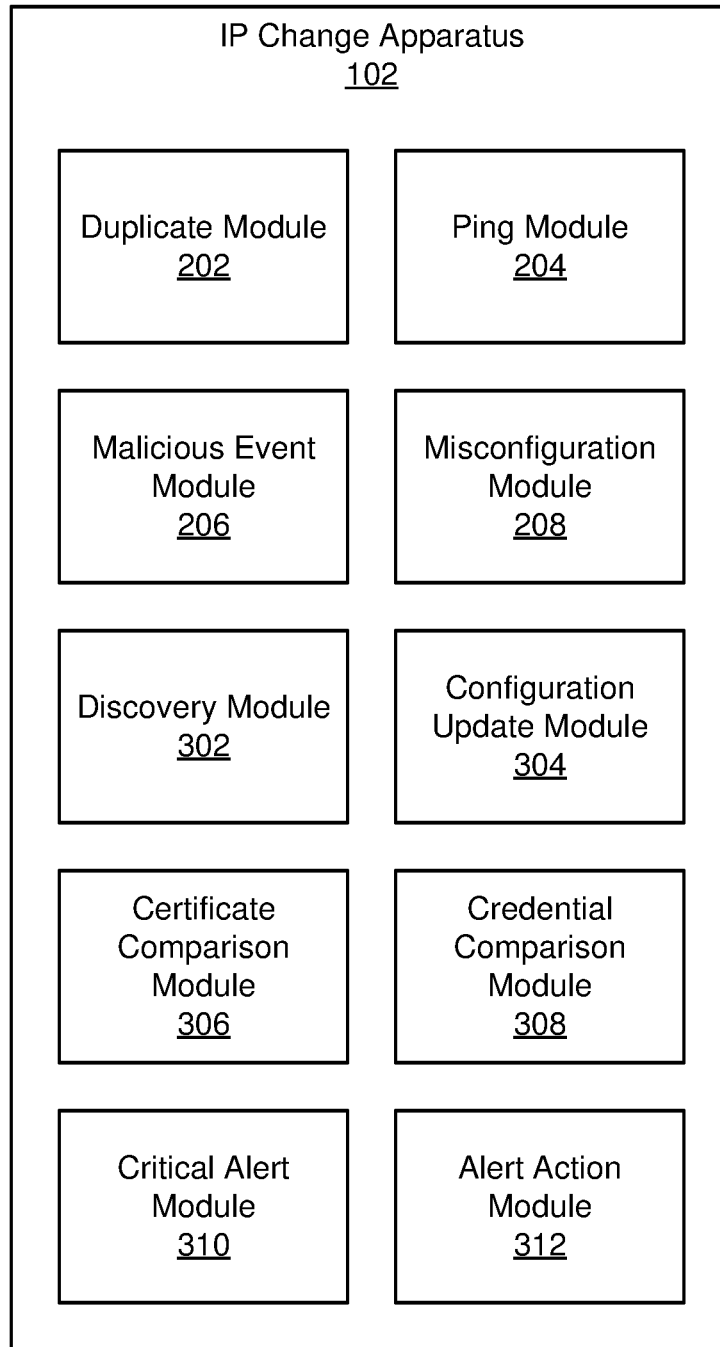 IP Change Apparatus
102
Duplicate Module
202
Ping Module
204
Malicious Event
Module
206
Misconfiguration
Module
208
Discovery Module
302
Configuration
Update Module
304
Certificate
Comparison
Module
306
Credential
Comparison
Module
308
Critical Alert
Module
310
Alert Action
Module
312